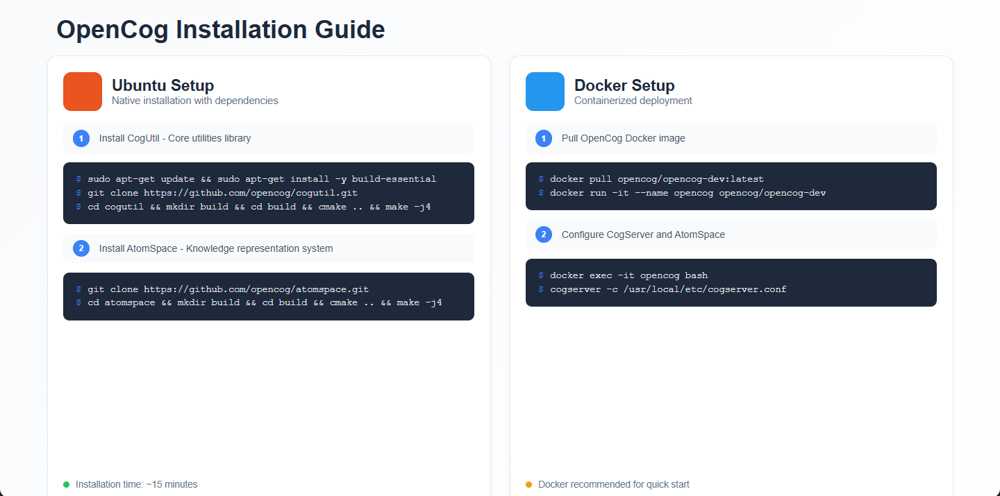 OpenCog Installation Guide
Ubuntu Setup
Native installation with dependencies
1 Install CogUtil - Core utilities library
$ sudo apt-get update && sudo apt-get install -y build-essential
$ git clone https://github.com/opencog/cogutil.git
$ cd cogutil && mkdir build && cd build && cmake .. && make -j4
2 Install AtomSpace - Knowledge representation system
$ git clone https://github.com/opencog/atomspace.git
$ cd atomspace && mkdir build && cd build && cmake .. && make -j4
Installation time: ~15 minutes
Docker Setup
Containerized deployment
1 Pull OpenCog Docker image
$ docker pull opencog/opencog-dev:latest
$ docker run -it --name opencog opencog/opencog-dev
2 Configure CogServer and AtomSpace
$ docker exec -it opencog bash
$ cogserver -c /usr/local/etc/cogserver.conf
Docker recommended for quick start